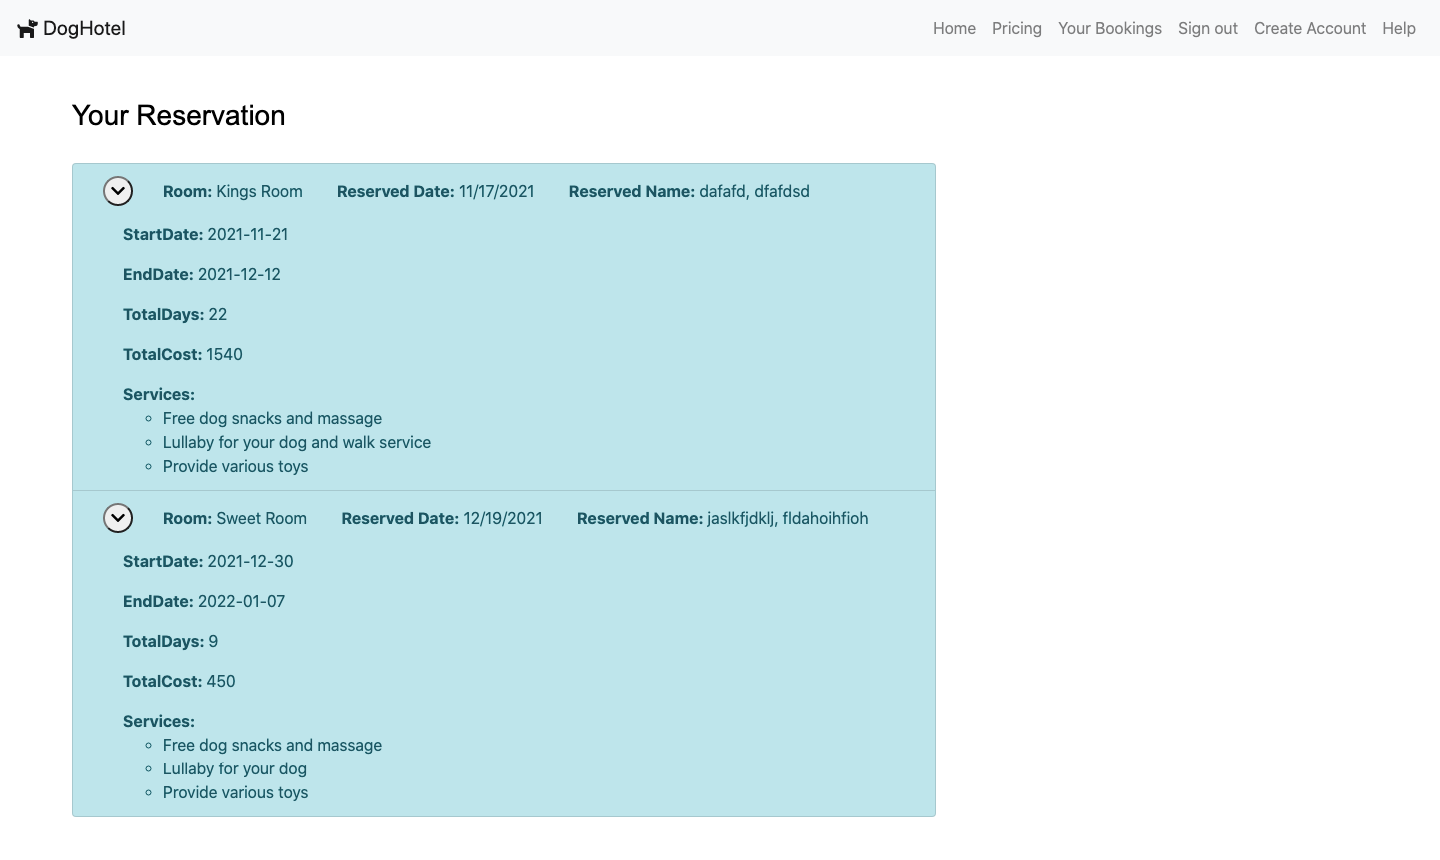 DogHotel Home Pricing Your Bookings Sign out Create Account Help
Your Reservation
Room: Kings Room Reserved Date: 11/17/2021 Reserved Name: dafafd, dfafdsd
StartDate: 2021-11-21
EndDate: 2021-12-12
TotalDays: 22
TotalCost: 1540
Services:
Free dog snacks and massage
Lullaby for your dog and walk service
Provide various toys
Room: Sweet Room Reserved Date: 12/19/2021 Reserved Name: jaslkfjdklj, fldahoihfioh
StartDate: 2021-12-30
EndDate: 2022-01-07
TotalDays: 9
TotalCost: 450
Services:
Free dog snacks and massage
Lullaby for your dog
Provide various toys